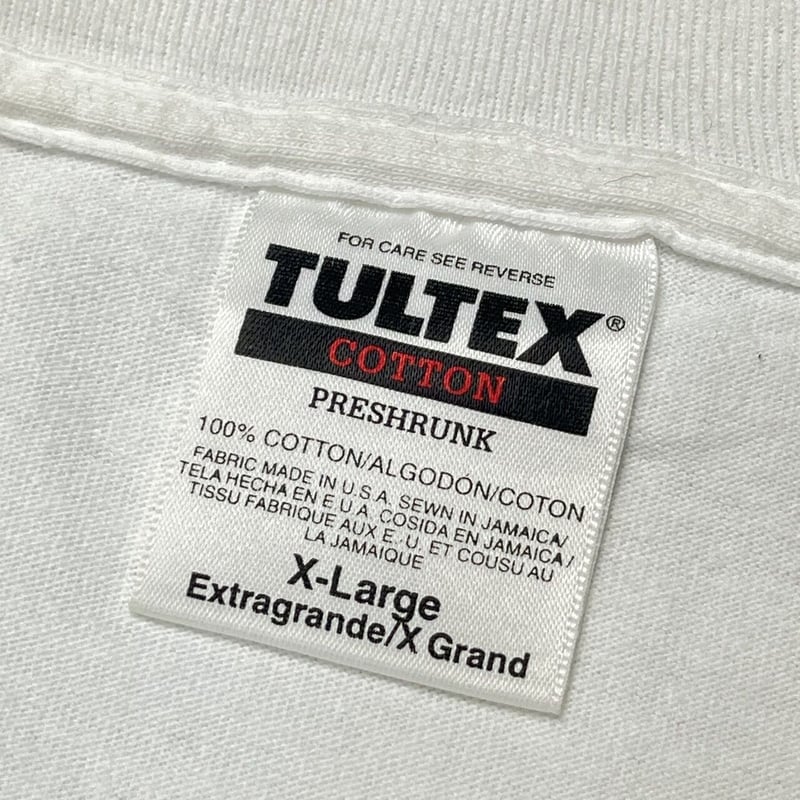 FOR CARE SEE REVERSE
TULTEX®
COTTON
PRESHRUNK
100% COTTON/ALGODÓN/COTON
FABRIC MADE IN U.S.A. SEWN IN JAMAICA/
TELA HECHA EN E U A. COSIDA EN JAMAICA/
TISSU FABRIQUE AUX E.-U. ET COUSU AU
LA JAMAIQUE
X-Large
Extragrande/X Grand